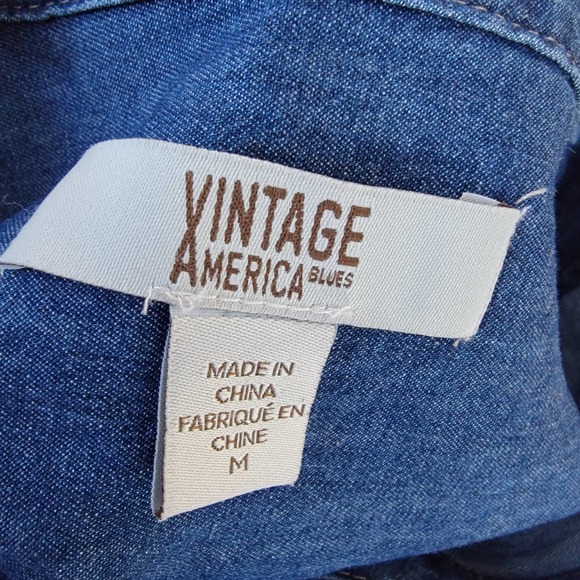 VINTAGE
AMERICA BLUES
MADE IN
CHINA
FABRIQUÉ EN
CHINE
M